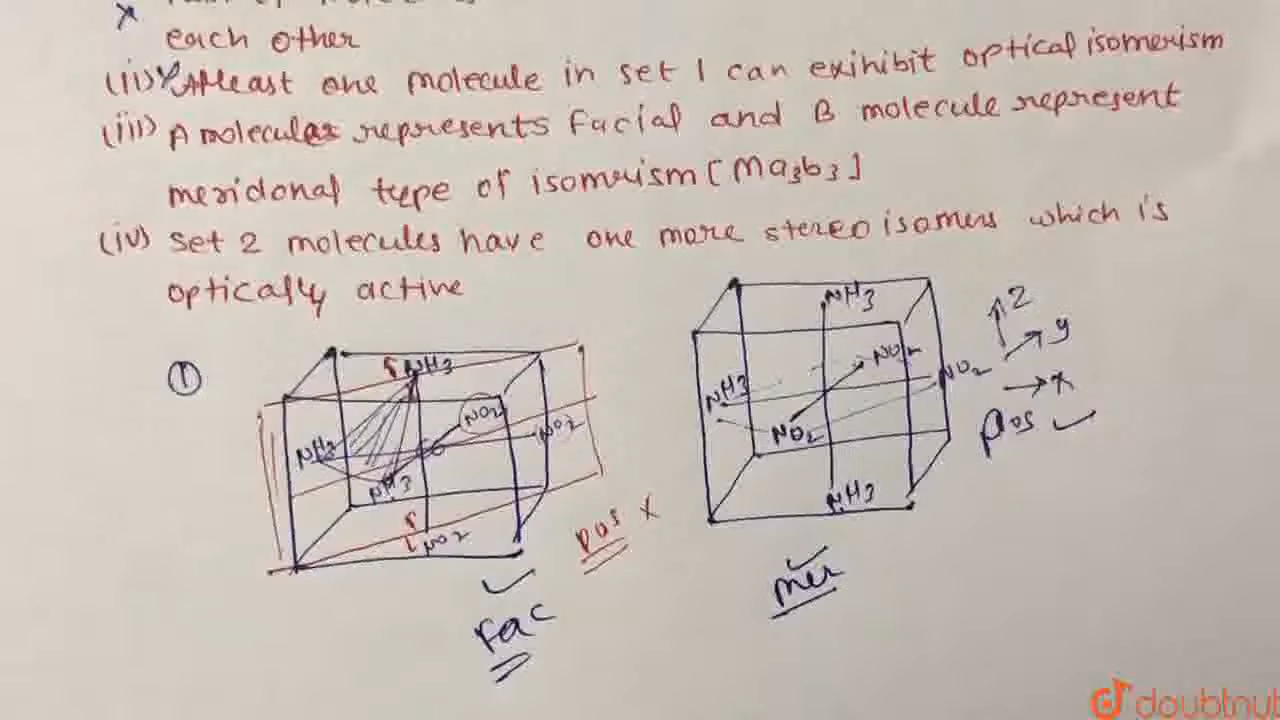 each other
(ii) Atleast one molecule in set 1 can exihibit optical isomerism
(iii) A molecular represents Facial and B molecule represent
meridonal type of isomerism [Ma3b3]
(iv) Set 2 molecules have one more stereo isomers which is
optically active
1
NH3
NO2
NH3
NO2
NH3
NO2
Pos x
Fac
NH3
NO2
NH3
NO2
NO2
NH3
mer
z
y
x
pos
doubtnut